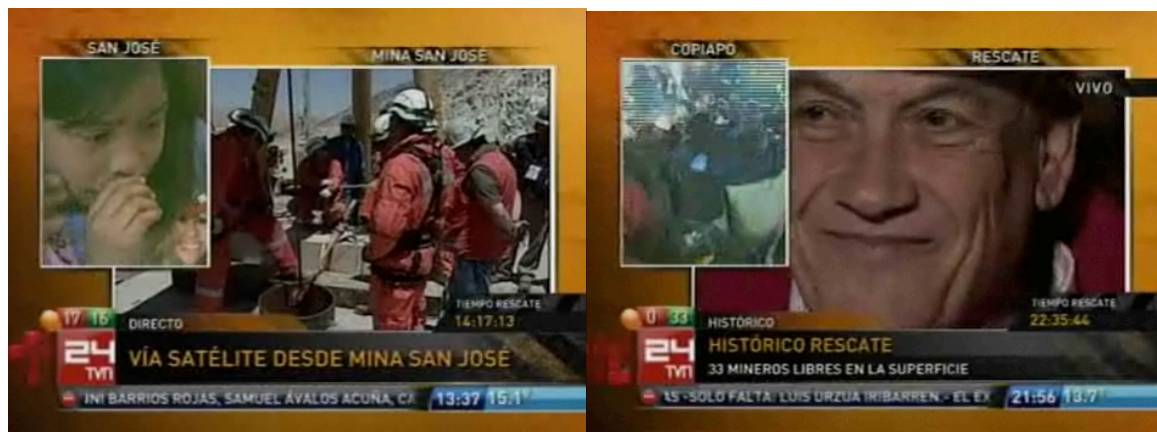 SAN JOSÉ
MINA SAN JOSÉ
TIEMPO RESCATE
14:17:13
17 16
DIRECTO
24
TVN
VÍA SATÉLITE DESDE MINA SAN JOSÉ
INI BARRIOS ROJAS, SAMUEL ÁVALOS ACUÑA, CA
13:37 15.1°
COPIAPÓ
RESCATE
VIVO
TIEMPO RESCATE
22:35:44
0 33
HISTÓRICO
24
TVN
HISTÓRICO RESCATE
33 MINEROS LIBRES EN LA SUPERFICIE
AS -SOLO FALTA: LUIS URZUA IRIBARREN.- EL EX
21:56 13.7°